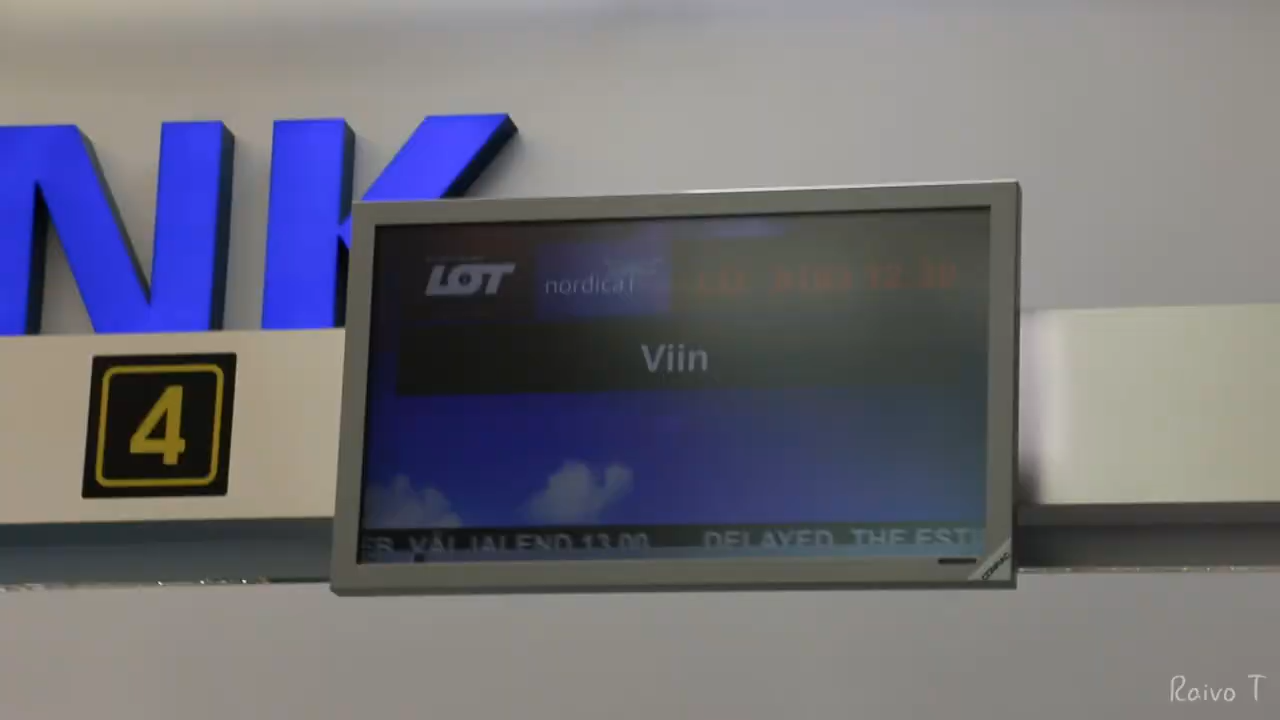 NK
4
LOT
nordica
Viin
VÄLJALEND 13.00 DELAYED. THE EST
Raivo T